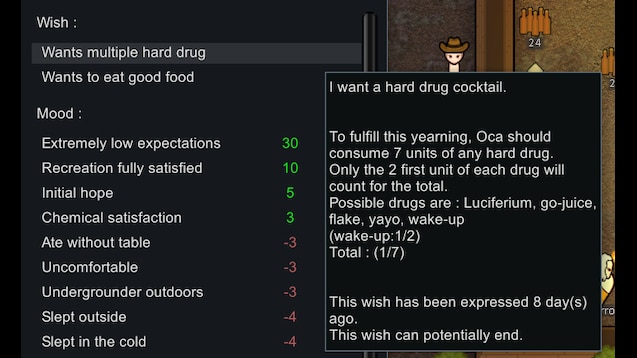 Wish :
Wants multiple hard drug
Wants to eat good food
Mood :
Extremely low expectations 30
Recreation fully satisfied 10
Initial hope 5
Chemical satisfaction 3
Ate without table -3
Uncomfortable -3
Undergrounder outdoors -3
Slept outside -4
Slept in the cold -4
24
2
I want a hard drug cocktail.
To fulfill this yearning, Oca should
consume 7 units of any hard drug.
Only the 2 first unit of each drug will
count for the total.
Possible drugs are : Luciferium, go-juice,
flake, yayo, wake-up
(wake-up:1/2)
Total : (1/7)
This wish has been expressed 8 day(s)
ago.
This wish can potentially end.